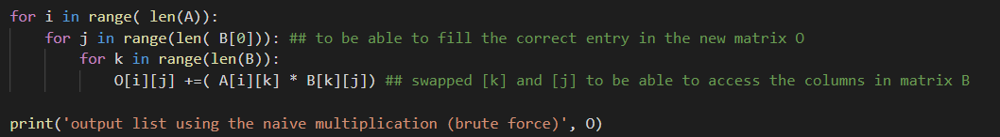 for i in range( len(A)):
    for j in range(len( B[0])): ## to be able to fill the correct entry in the new matrix O
        for k in range(len(B)):
            O[i][j] +=( A[i][k] * B[k][j]) ## swapped [k] and [j] to be able to access the columns in matrix B
print('output list using the naive multiplication (brute force)', O)